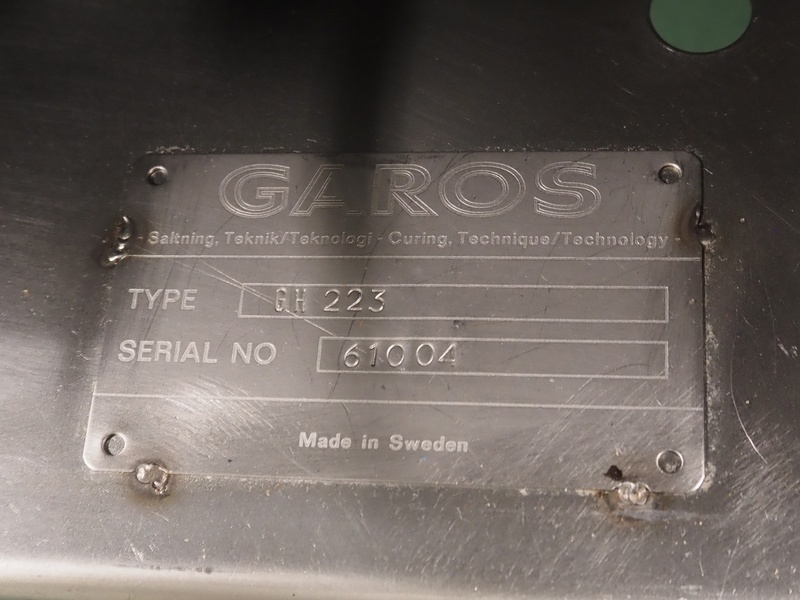 GAROS
- Saltning, Teknik/Teknologi - Curing, Technique/Technology -
TYPE GH 223
SERIAL NO 61004
Made in Sweden